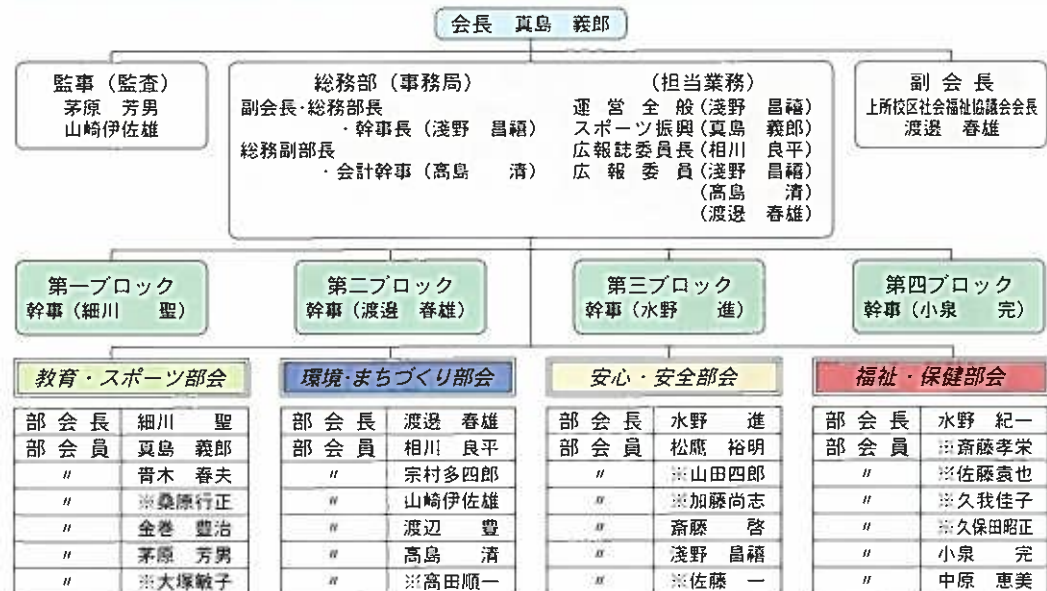 会長 真島 義郎
監事（監査）
茅原 芳男
山崎伊佐雄
総務部（事務局）
副会長・総務部長
・幹事長（淺野 昌禧）
総務副部長
・会計幹事（高島 清）
（担当業務）
運営全般（淺野 昌禧）
スポーツ振興（真島 義郎）
広報誌委員長（相川 良平）
広報委員（淺野 昌禧）
（高島 清）
（渡邊 春雄）
副会長
上所校区社会福祉協議会会長
渡邊 春雄
第一ブロック
幹事（細川 聖）
第二ブロック
幹事（渡邊 春雄）
第三ブロック
幹事（水野 進）
第四ブロック
幹事（小泉 完）
教育・スポーツ部会
部会長 細川 聖
部会員 真島 義郎
〃 青木 春夫
〃 ※桑原行正
〃 金巻 豊治
〃 茅原 芳男
〃 ※大塚敏子
環境・まちづくり部会
部会長 渡邊 春雄
部会員 相川 良平
〃 宗村多四郎
〃 山崎伊佐雄
〃 渡辺 豊
〃 高島 清
〃 ※高田順一
安心・安全部会
部会長 水野 進
部会員 松鷹 裕明
〃 ※山田四郎
〃 ※加藤尚志
〃 斎藤 啓
〃 淺野 昌禧
〃 ※佐藤 一
福祉・保健部会
部会長 水野 紀一
部会員 ※斎藤孝栄
〃 ※佐藤袁也
〃 ※久我佳子
〃 ※久保田昭正
〃 小泉 完
〃 中原 恵美